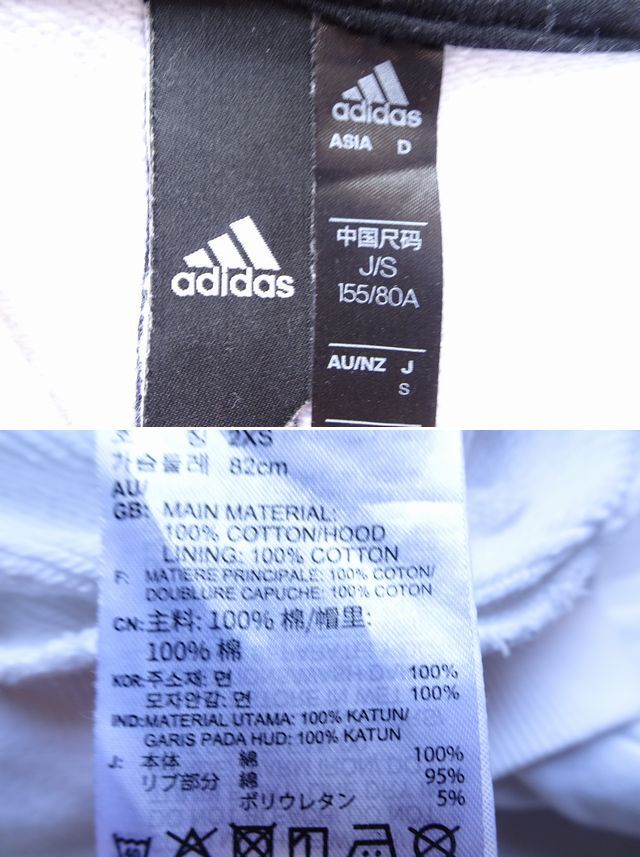 adidas
adidas
ASIA D
中国尺码
J/S
155/80A
AU/NZ J
S
2XS
가슴둘레 82cm
AU/
GB: MAIN MATERIAL:
100% COTTON/HOOD
LINING: 100% COTTON
F: MATIERE PRINCIPALE: 100% COTON/
DOUBLURE CAPUCHE: 100% COTON
CN: 主料: 100% 棉/帽里:
100% 棉
KOR: 주소재: 면 100%
모자안감: 면 100%
IND: MATERIAL UTAMA: 100% KATUN/
GARIS PADA HUD: 100% KATUN
J: 本体 綿 100%
リブ部分 綿 95%
ポリウレタン 5%